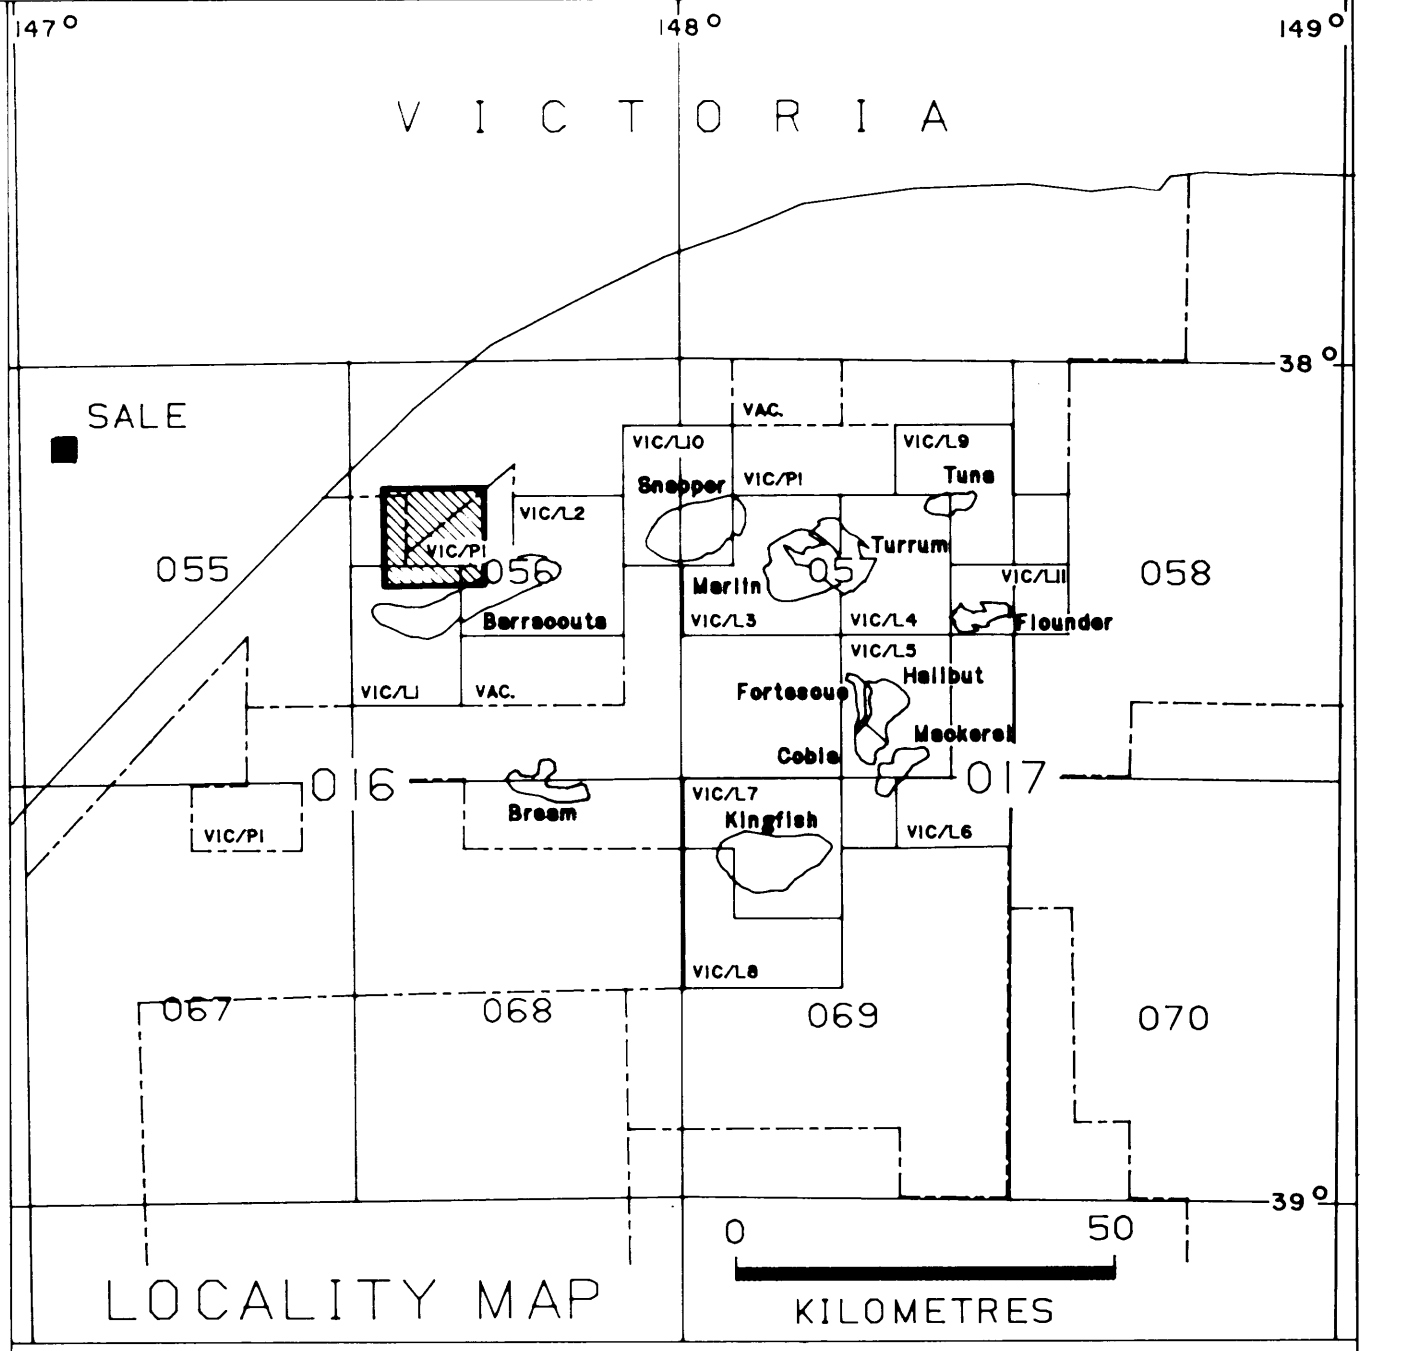 147° 148° 149°
VICTORIA
38°
SALE
VAC.
VIC/L10
VIC/L9
Snapper
VIC/P1
Tuna
VIC/L2
Turrum
VIC/P1
055
056
05
VIC/L11
058
Marlin
Barracouta
VIC/L3
VIC/L4
Flounder
VIC/L5
Halibut
VIC/L1
VAC.
Fortescue
Mackerel
Cobia
016
017
VIC/L7
Bream
Kingfish
VIC/P1
VIC/L6
VIC/L8
067
068
069
070
39°
0 50
LOCALITY MAP
KILOMETRES